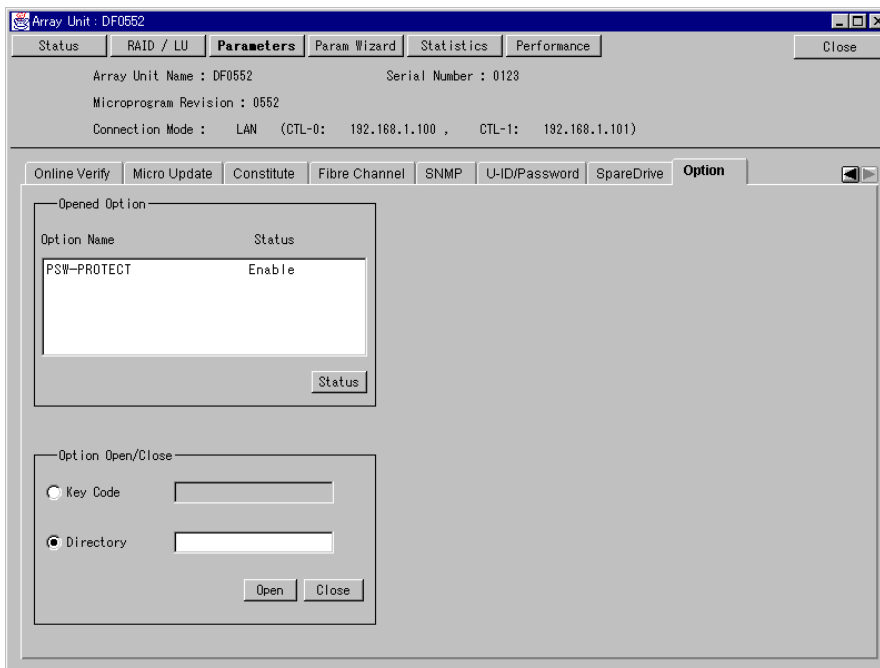 Array Unit : DF0552
Status RAID / LU Parameters Param Wizard Statistics Performance Close
Array Unit Name : DF0552 Serial Number : 0123
Microprogram Revision : 0552
Connection Mode : LAN (CTL-0: 192.168.1.100 , CTL-1: 192.168.1.101)
Online Verify Micro Update Constitute Fibre Channel SNMP U-ID/Password SpareDrive Option
Opened Option
Option Name Status
PSW-PROTECT Enable
Status
Option Open/Close
Key Code
Directory
Open Close